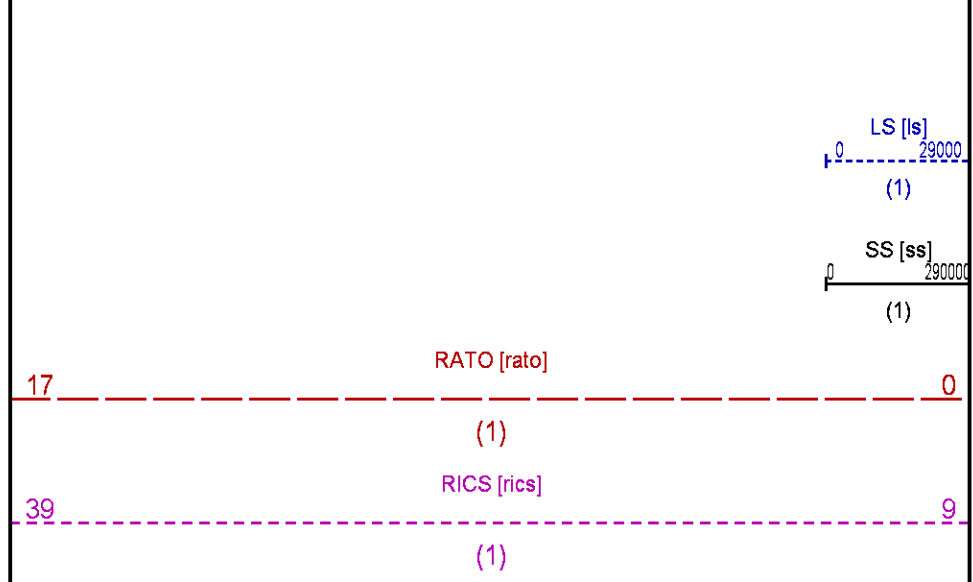 LS [ls]
0 29000
(1)
SS [ss]
0 290000
(1)
RATO [rato]
17 0
(1)
RICS [rics]
39 9
(1)